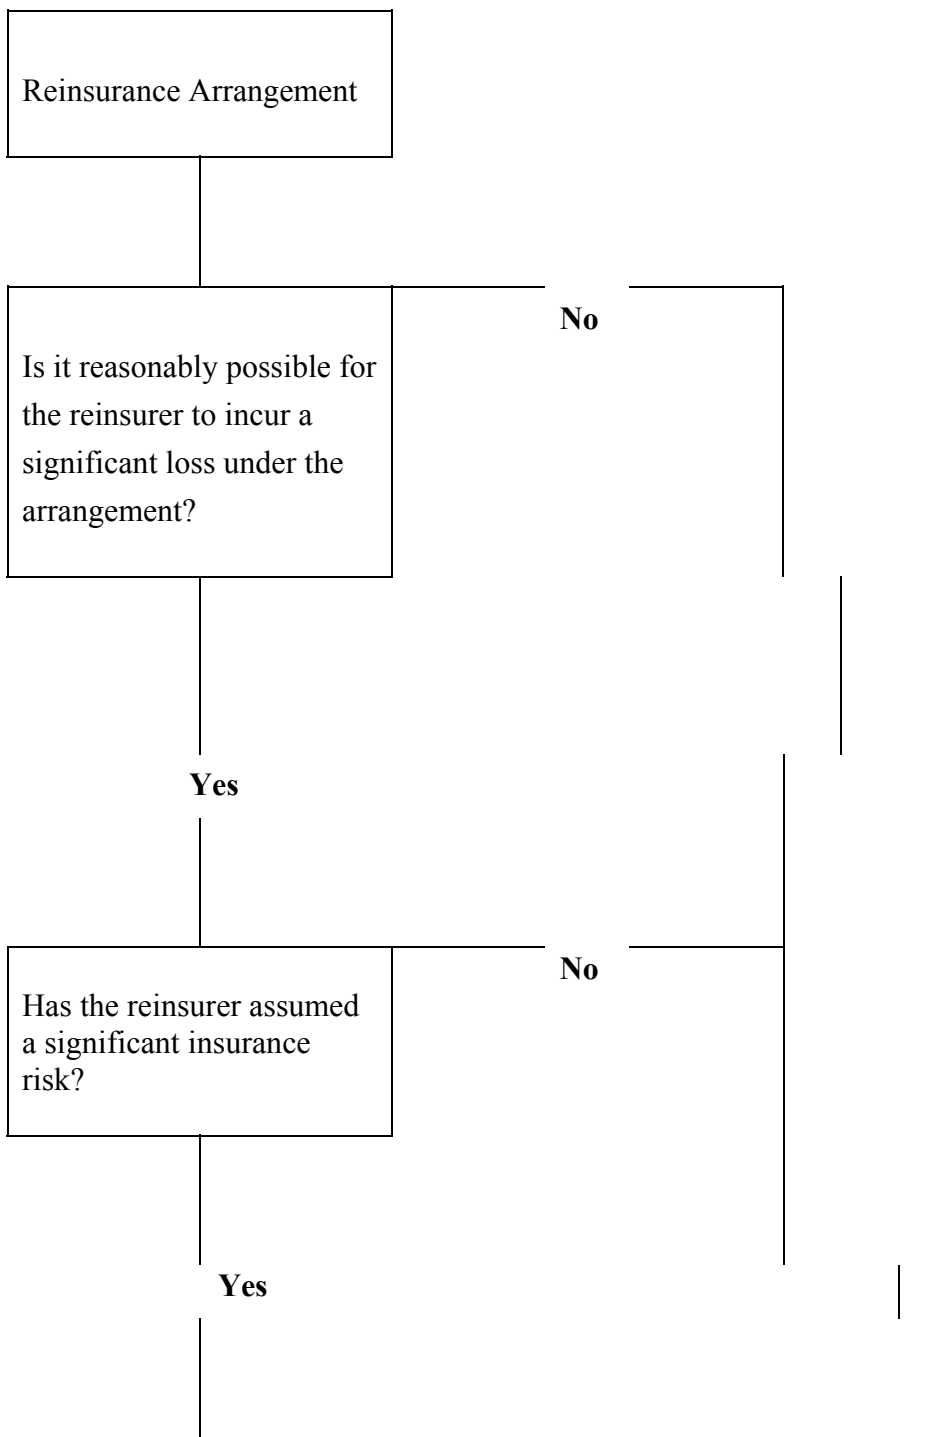 Reinsurance Arrangement
No
Is it reasonably possible for
the reinsurer to incur a
significant loss under the
arrangement?
Yes
No
Has the reinsurer assumed
a significant insurance
risk?
Yes